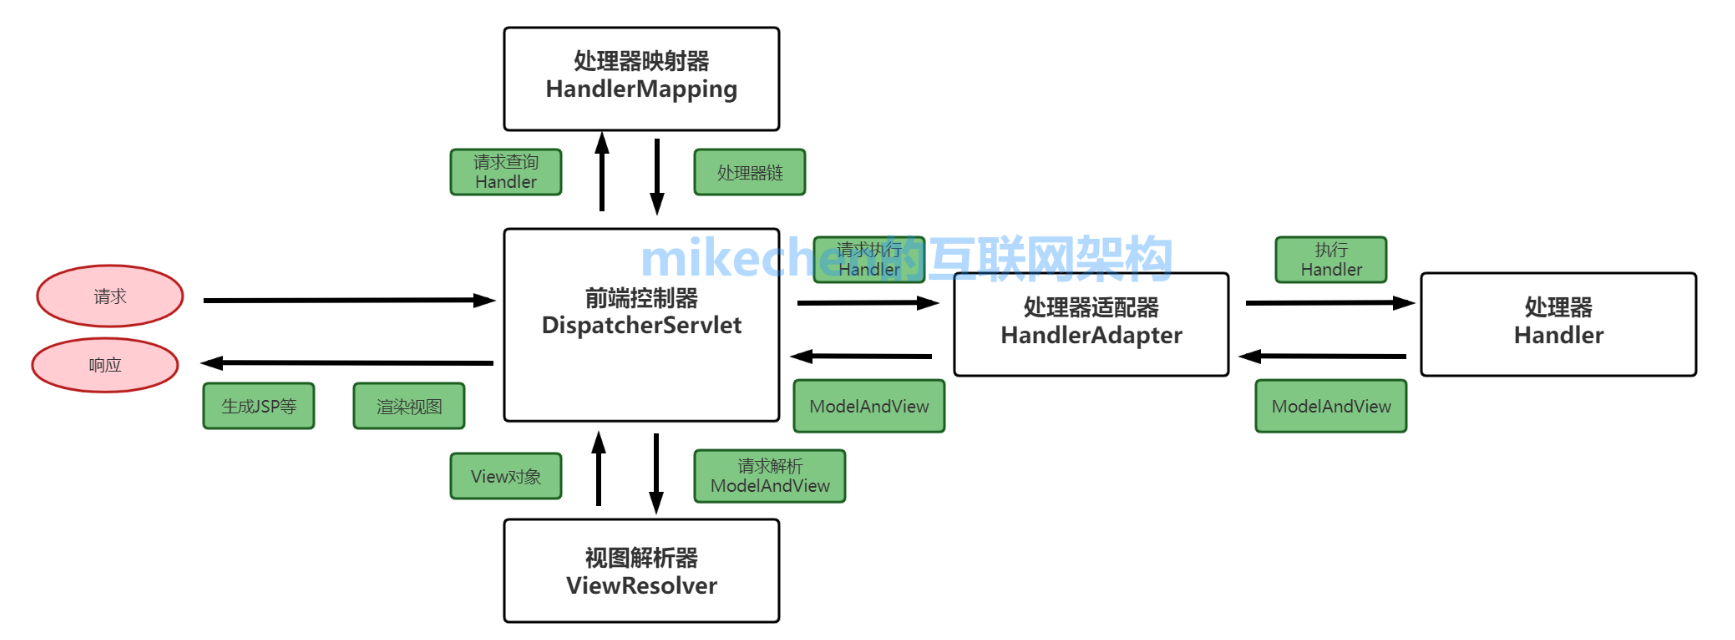 处理器映射器
HandlerMapping
请求查询
Handler
处理器链
mikechen的互联网架构
请求
响应
前端控制器
DispatcherServlet
请求执行
Handler
处理器适配器
HandlerAdapter
执行
Handler
处理器
Handler
生成JSP等
渲染视图
ModelAndView
ModelAndView
View对象
请求解析
ModelAndView
视图解析器
ViewResolver